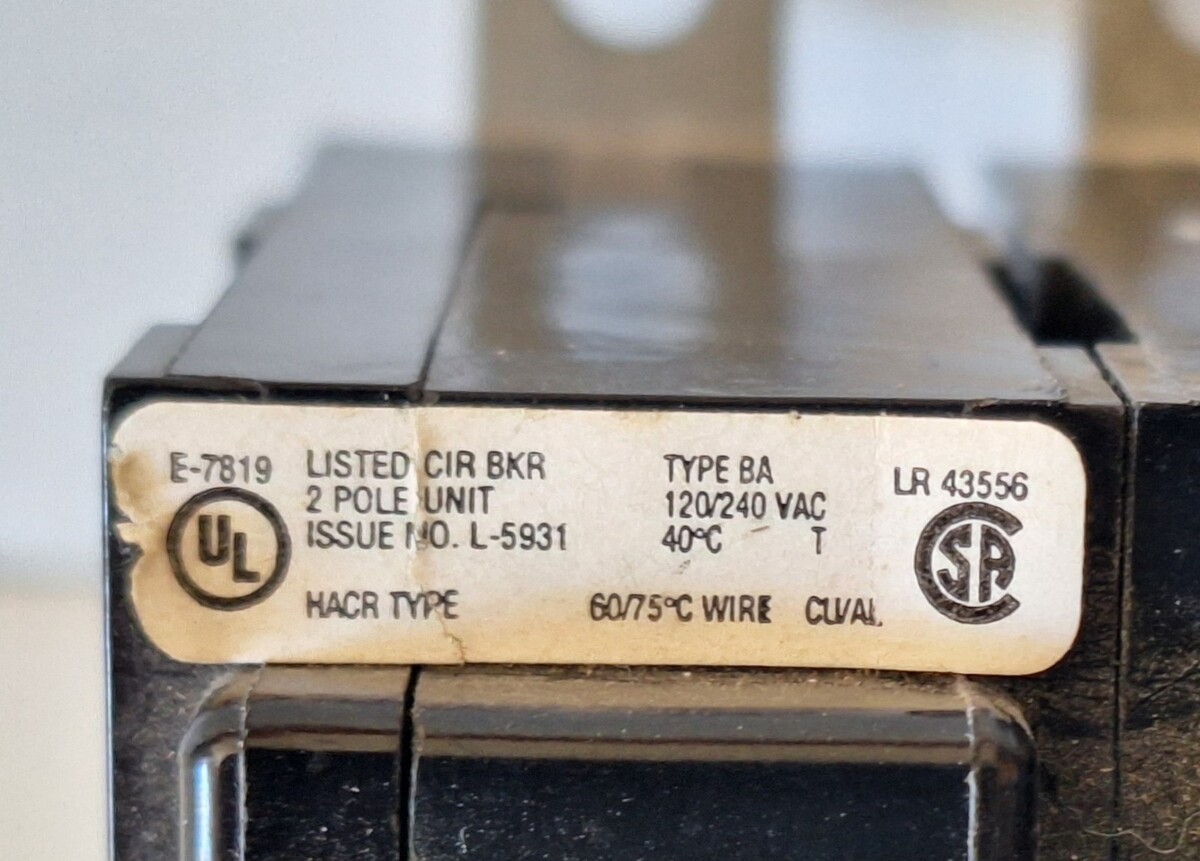 E-7819 LISTED CIR BKR TYPE BA LR 43556
2 POLE UNIT 120/240 VAC
UL ISSUE NO. L-5931 40°C T SA
HACR TYPE 60/75°C WIRE CU/AL